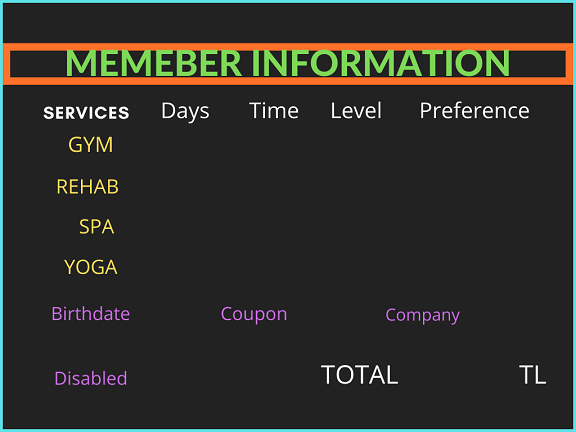 MEMEBER INFORMATION
SERVICES Days Time Level Preference
GYM
REHAB
SPA
YOGA
Birthdate Coupon Company
Disabled TOTAL TL